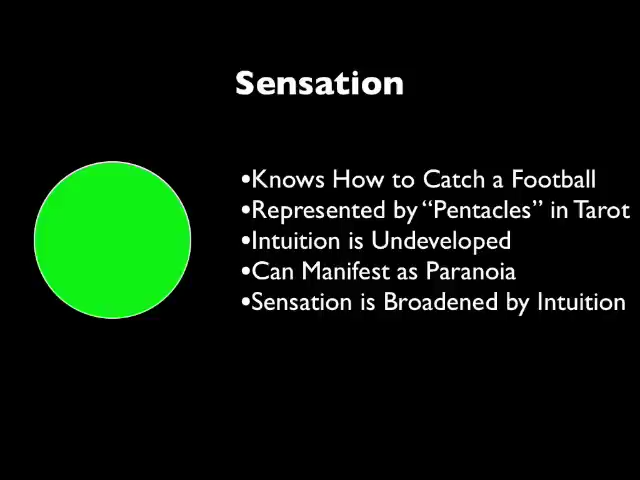 Sensation
•Knows How to Catch a Football
•Represented by “Pentacles” in Tarot
•Intuition is Undeveloped
•Can Manifest as Paranoia
•Sensation is Broadened by Intuition